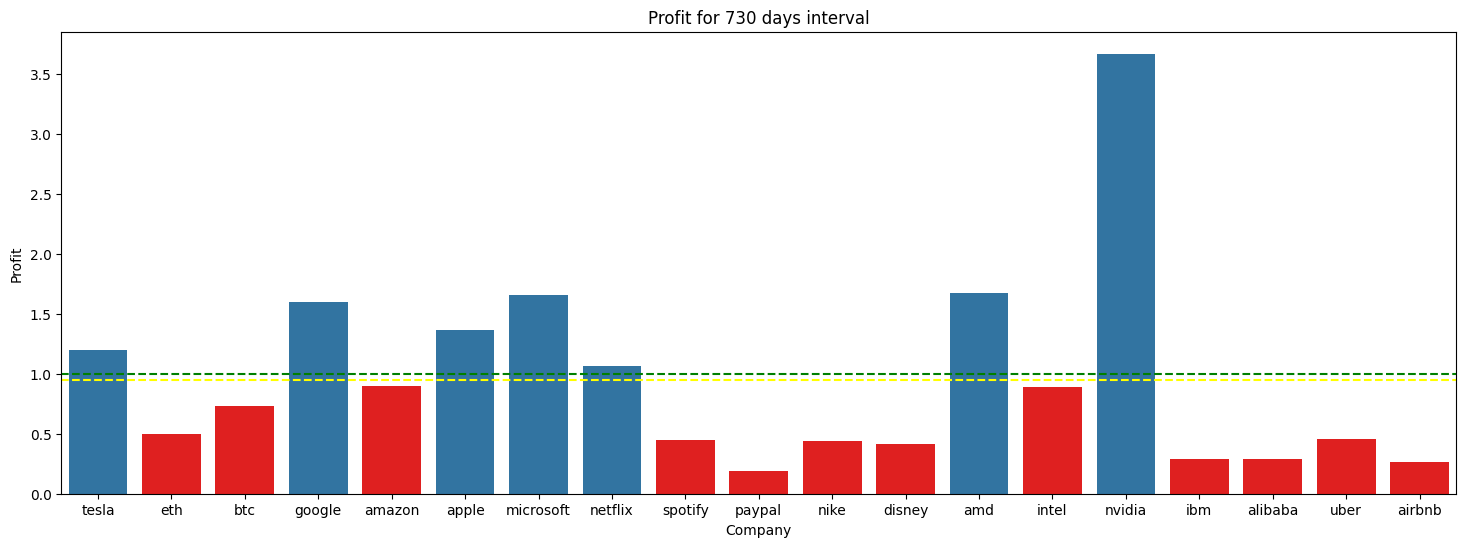 Profit for 730 days interval
Profit
3.5
3.0
2.5
2.0
1.5
1.0
0.5
0.0
tesla eth btc google amazon apple microsoft netflix spotify paypal nike disney amd intel nvidia ibm alibaba uber airbnb
Company